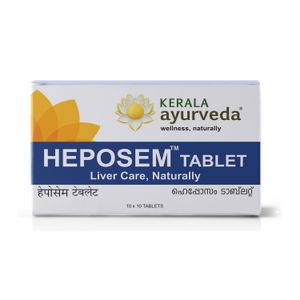 KERALA
ayurveda®
wellness, naturally
HEPOSEM™ TABLET
Liver Care, Naturally
हेपोसेम टेबलेट
ഹെപ്പോസം ടാബ്ലറ്റ്
10 x 10 TABLETS